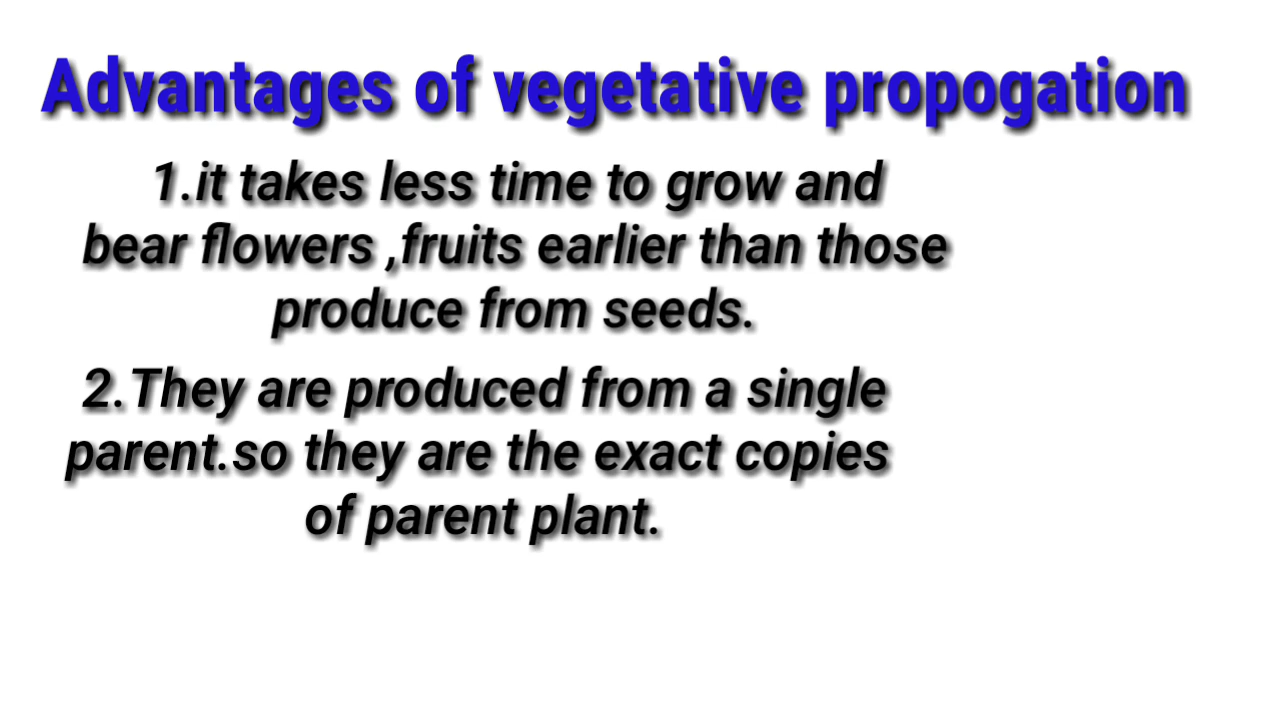 Advantages of vegetative propogation
1.it takes less time to grow and
bear flowers ,fruits earlier than those
produce from seeds.
2.They are produced from a single
parent.so they are the exact copies
of parent plant.